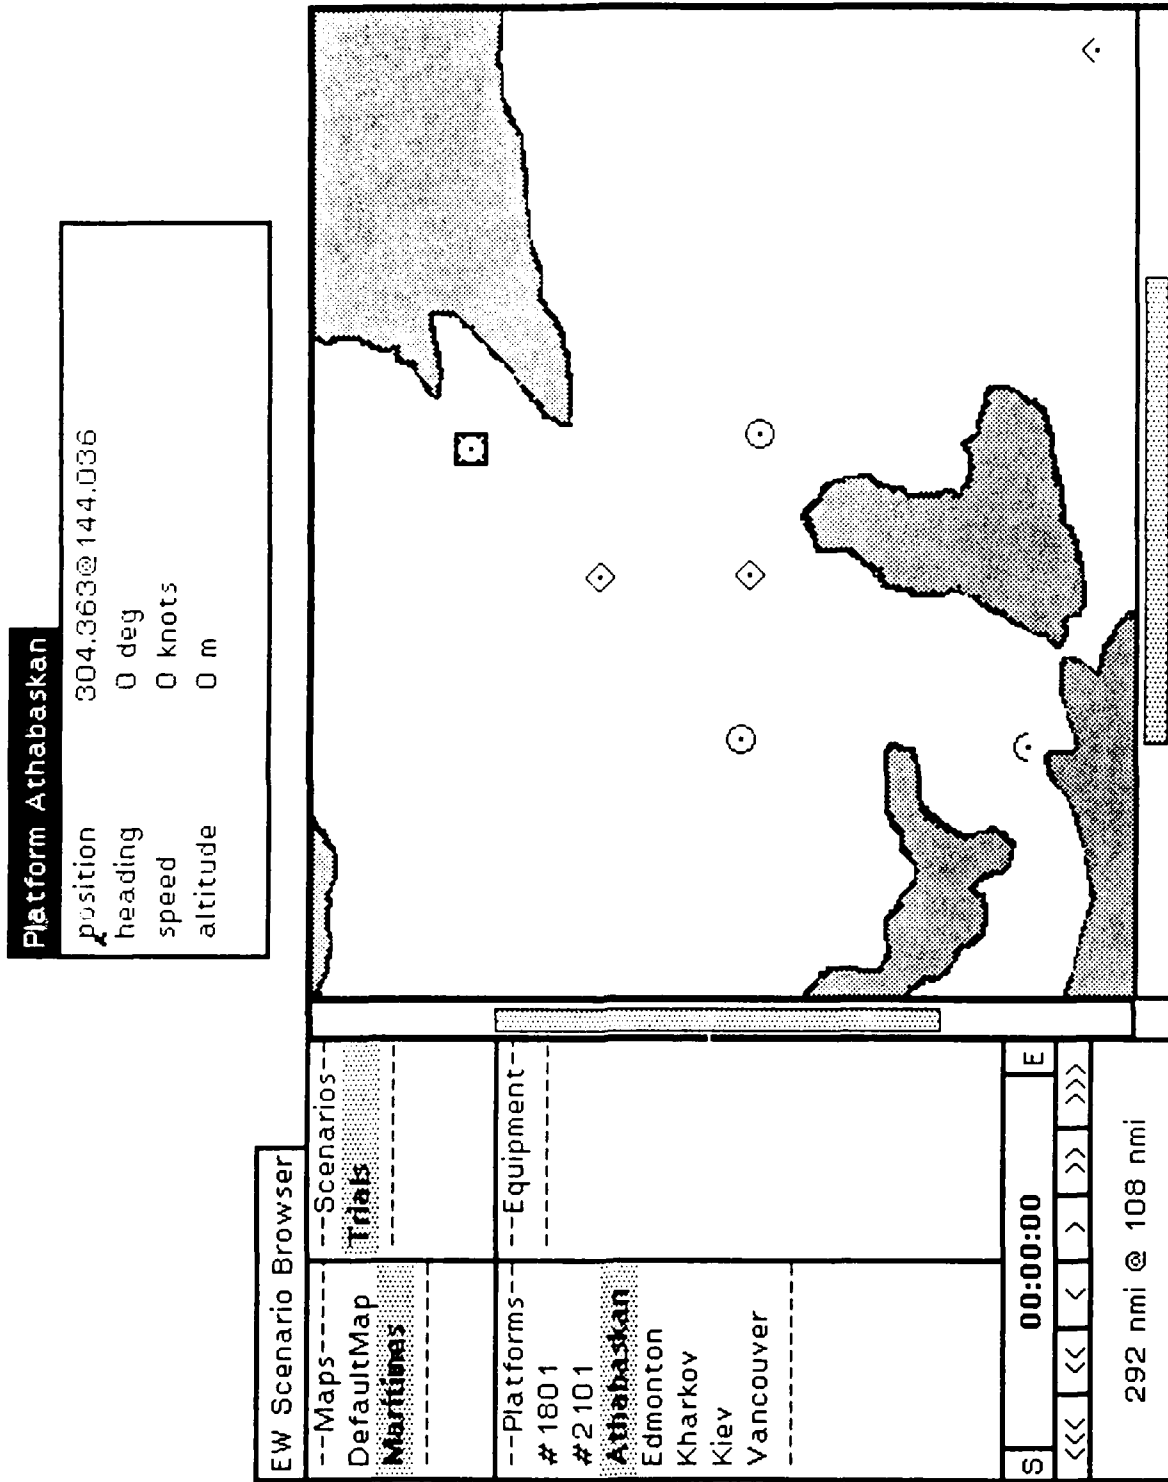 Platform Athabaskan
position 304.363@144.036
heading 0 deg
speed 0 knots
altitude 0 m
EW Scenario Browser
--Maps----
DefaultMap
Maritimes
----------
--Scenarios--
Trials
----------
--Platforms--
#1801
#2101
Athabaskan
Edmonton
Kharkov
Kiev
Vancouver
----------
--Equipment--
----------
S 00:00:00 E
<<< << < > >> >>>
292 nmi @ 108 nmi